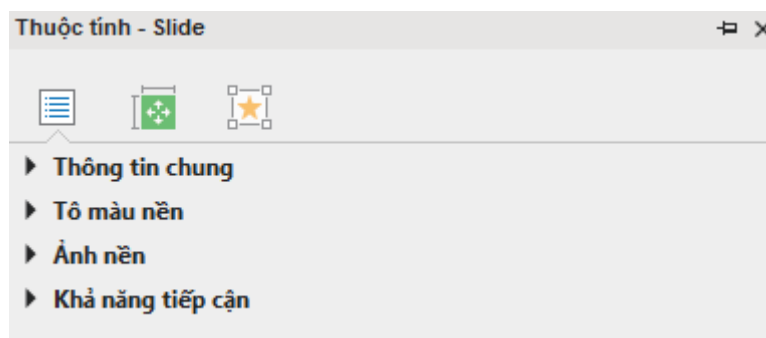 Thuộc tính - Slide
Thông tin chung
Tô màu nền
Ảnh nền
Khả năng tiếp cận